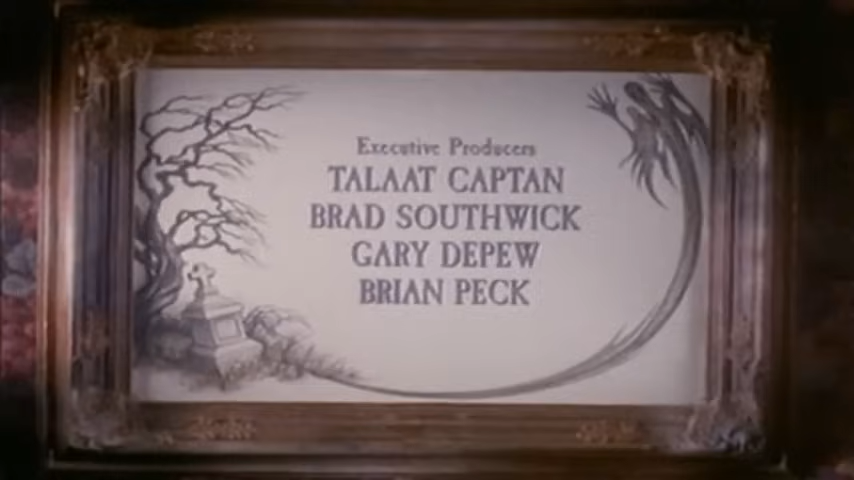 Executive Producers
TALAAT CAPTAN
BRAD SOUTHWICK
GARY DEPEW
BRIAN PECK